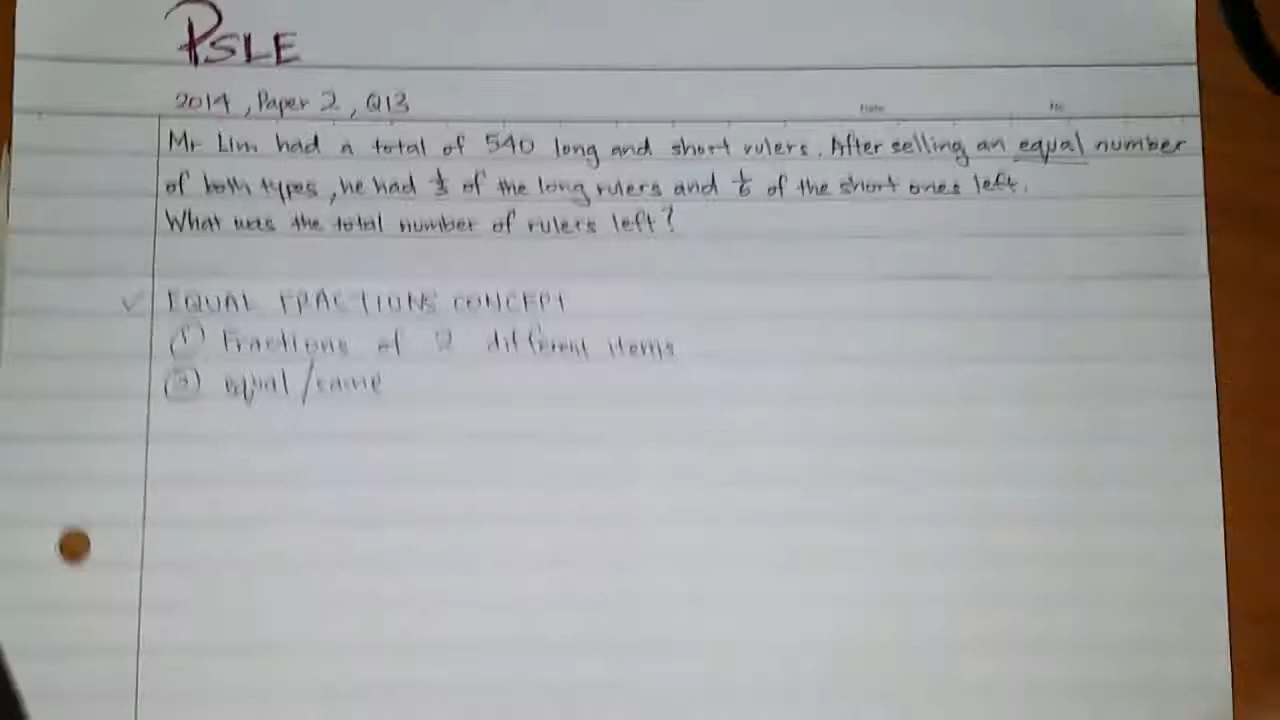 PSLE
2014, Paper 2, Q13
Mr Lim had a total of 540 long and short rulers. After selling an equal number
of both types, he had 1/3 of the long rulers and 1/6 of the short ones left.
What was the total number of rulers left?
✓ EQUAL FRACTIONS CONCEPT
① Fractions of 2 different items
② equal/same